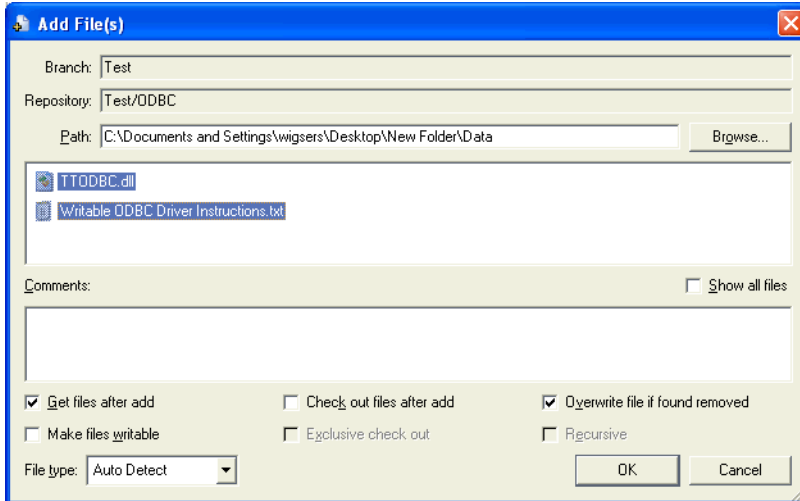 Add File(s)
Branch: Test
Repository: Test/ODBC
Path: C:\Documents and Settings\wigsers\Desktop\New Folder\Data Browse...
TTODBC.dll
Writable ODBC Driver Instructions.txt
Comments: Show all files
Get files after add Check out files after add Overwrite file if found removed
Make files writable Exclusive check out Recursive
File type: Auto Detect OK Cancel